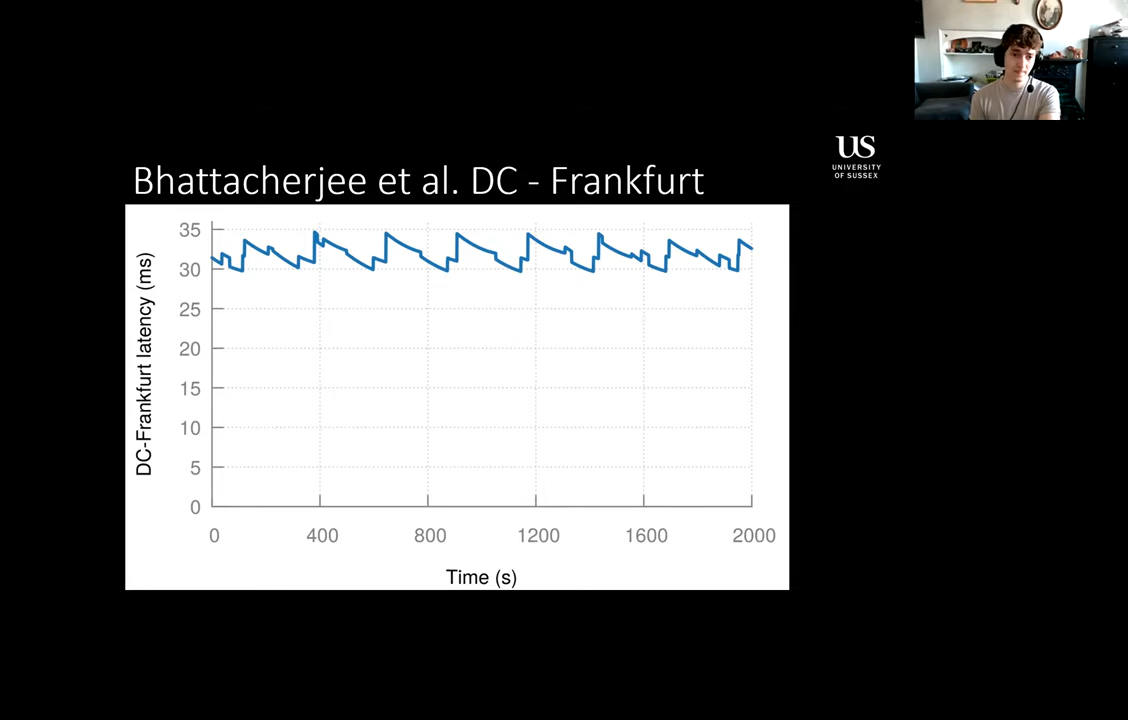 US
UNIVERSITY
OF SUSSEX
Bhattacherjee et al. DC - Frankfurt
DC-Frankfurt latency (ms)
35
30
25
20
15
10
5
0
0 400 800 1200 1600 2000
Time (s)